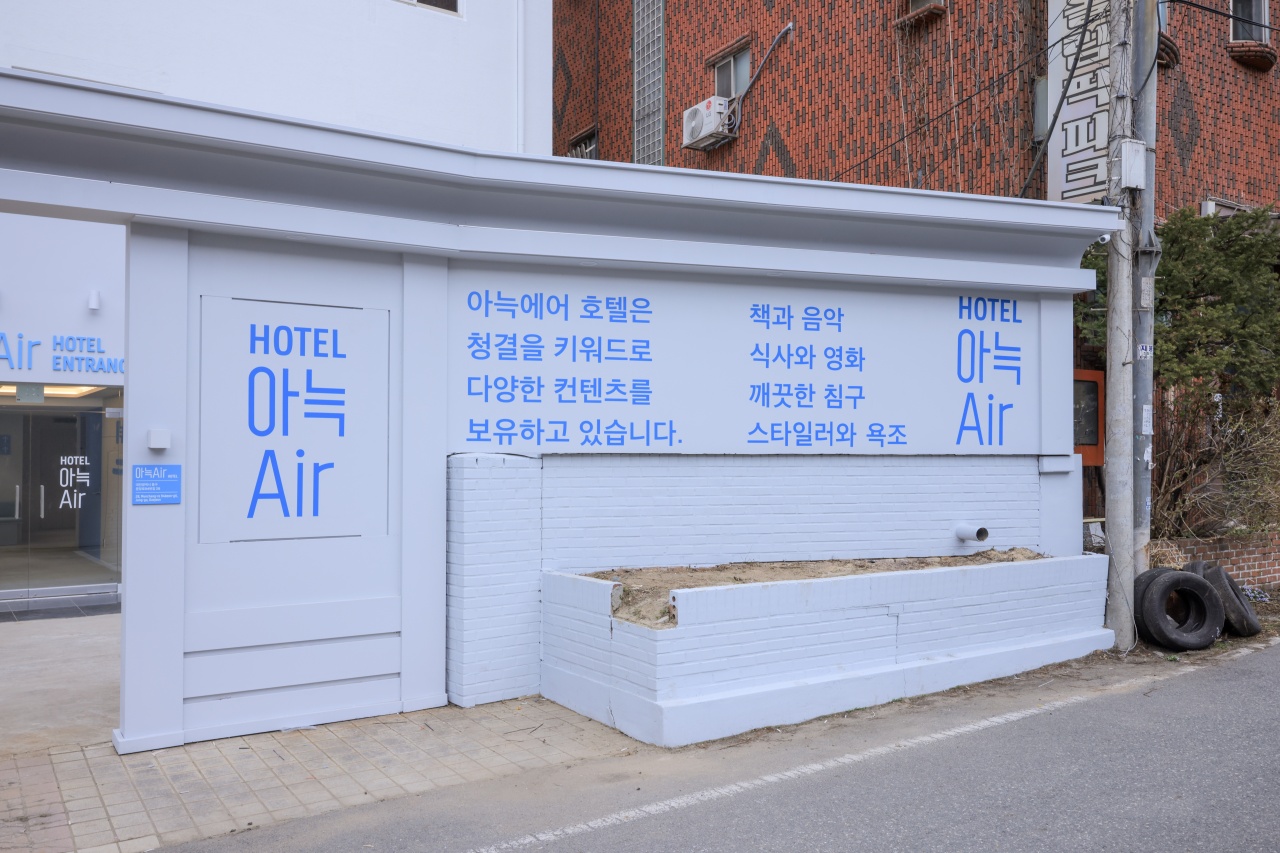 HOTEL
아늑
Air
아늑에어 호텔은
청결을 키워드로
다양한 컨텐츠를
보유하고 있습니다.
책과 음악
식사와 영화
깨끗한 침구
스타일러와 욕조
HOTEL
아늑
Air
Air HOTEL
ENTRANC
HOTEL
아늑
Air
아늑Air HOTEL